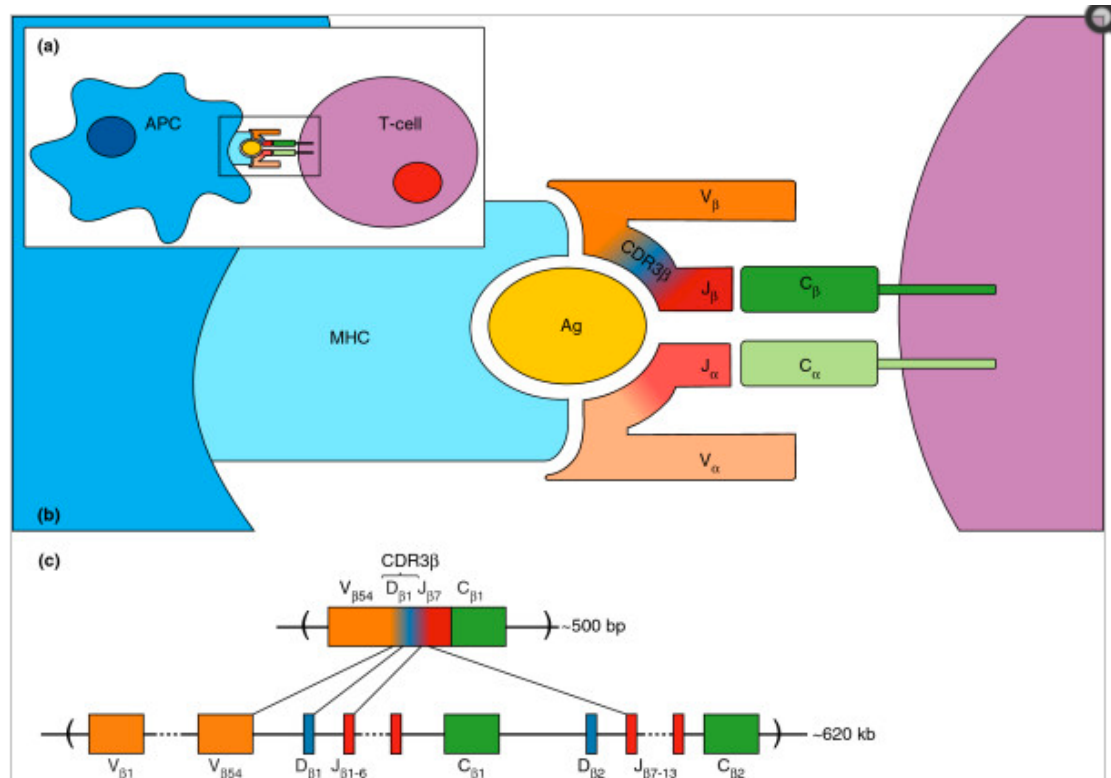 (a)
APC
T-cell
Vβ
CDR3β
Jβ
Cβ
MHC
Ag
Jα
Cα
Vα
(b)
(c)
CDR3β
Vβ54 Dβ1 Jβ7 Cβ1
~500 bp
~620 kb
Vβ1 Vβ54 Dβ1 Jβ1-6 Cβ1 Dβ2 Jβ7-13 Cβ2